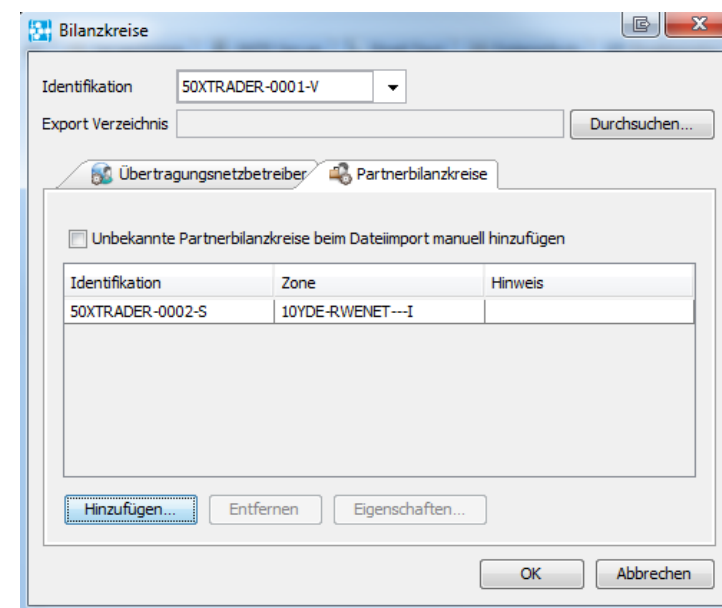 Bilanzkreise
Identifikation 50XTRADER-0001-V
Export Verzeichnis Durchsuchen...
Übertragungsnetzbetreiber Partnerbilanzkreise
Unbekannte Partnerbilanzkreise beim Dateiimport manuell hinzufügen
Identifikation Zone Hinweis
50XTRADER-0002-S 10YDE-RWENET---I
Hinzufügen... Entfernen Eigenschaften...
OK Abbrechen